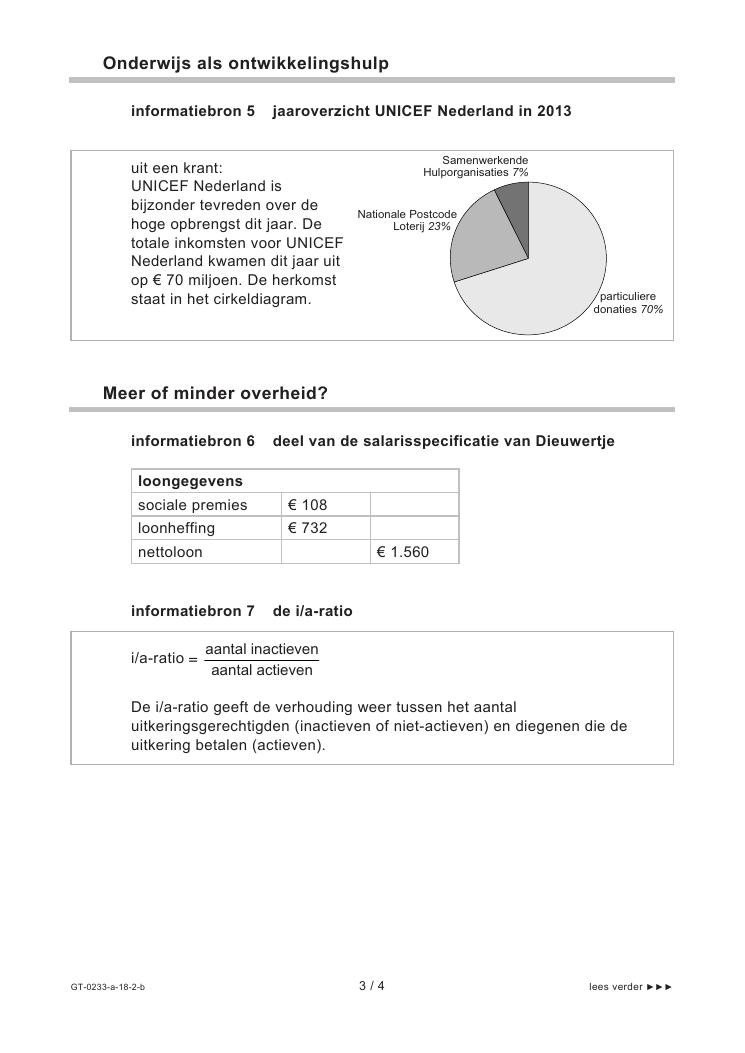 Onderwijs als ontwikkelingshulp
informatiebron 5 jaaroverzicht UNICEF Nederland in 2013
uit een krant:
UNICEF Nederland is
bijzonder tevreden over de
hoge opbrengst dit jaar. De
totale inkomsten voor UNICEF
Nederland kwamen dit jaar uit
op € 70 miljoen. De herkomst
staat in het cirkeldiagram.
Samenwerkende
Hulporganisaties 7%
Nationale Postcode
Loterij 23%
particuliere
donaties 70%
Meer of minder overheid?
informatiebron 6 deel van de salarisspecificatie van Dieuwertje
loongegevens
sociale premies € 108
loonheffing € 732
nettoloon € 1.560
informatiebron 7 de i/a-ratio
i/a-ratio = aantal inactieven
aantal actieven
De i/a-ratio geeft de verhouding weer tussen het aantal
uitkeringsgerechtigden (inactieven of niet-actieven) en diegenen die de
uitkering betalen (actieven).
GT-0233-a-18-2-b 3 / 4 lees verder ►►►